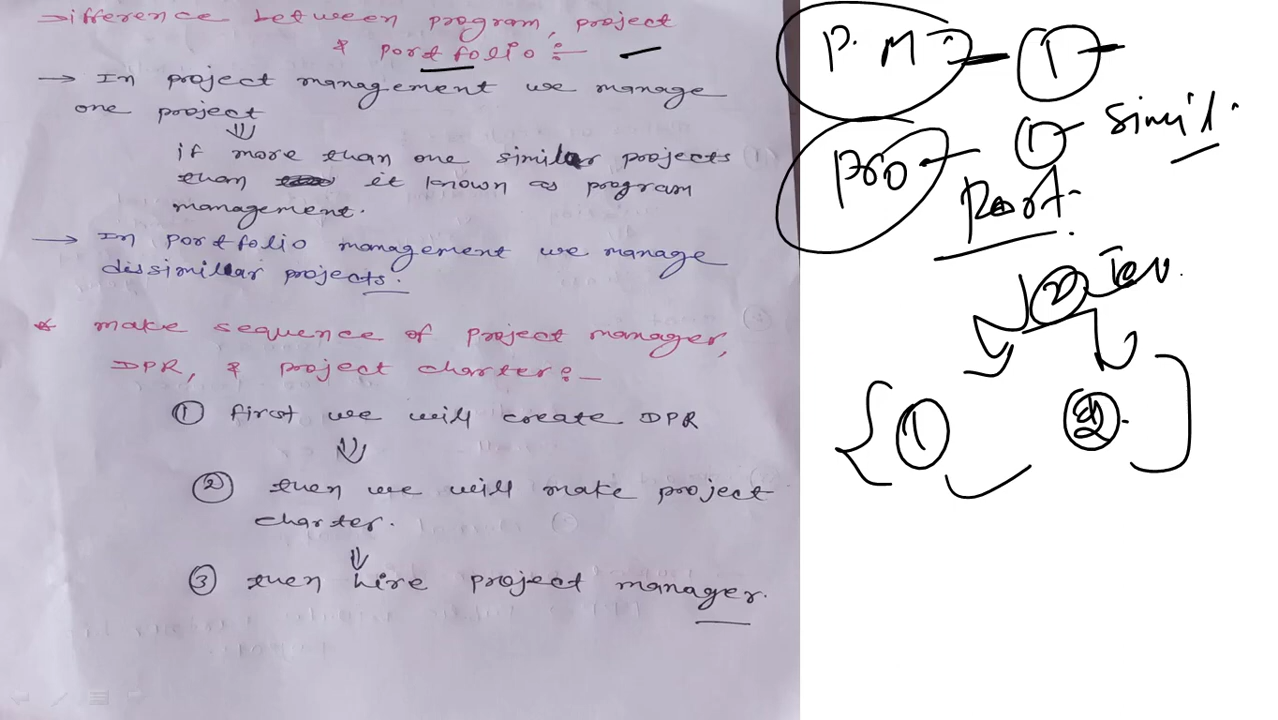 Difference between program, project
& portfolio :-
→ In project management we manage
one project
if more than one similar projects
than it known as program
management.
→ In portfolio management we manage
dissimilar projects.
* make sequence of project manager,
DPR, & project charter :-
① first we will create DPR
② then we will make project
charter.
③ then hire project manager.
P.M - ①
Pro - ① simil.
Port.
①